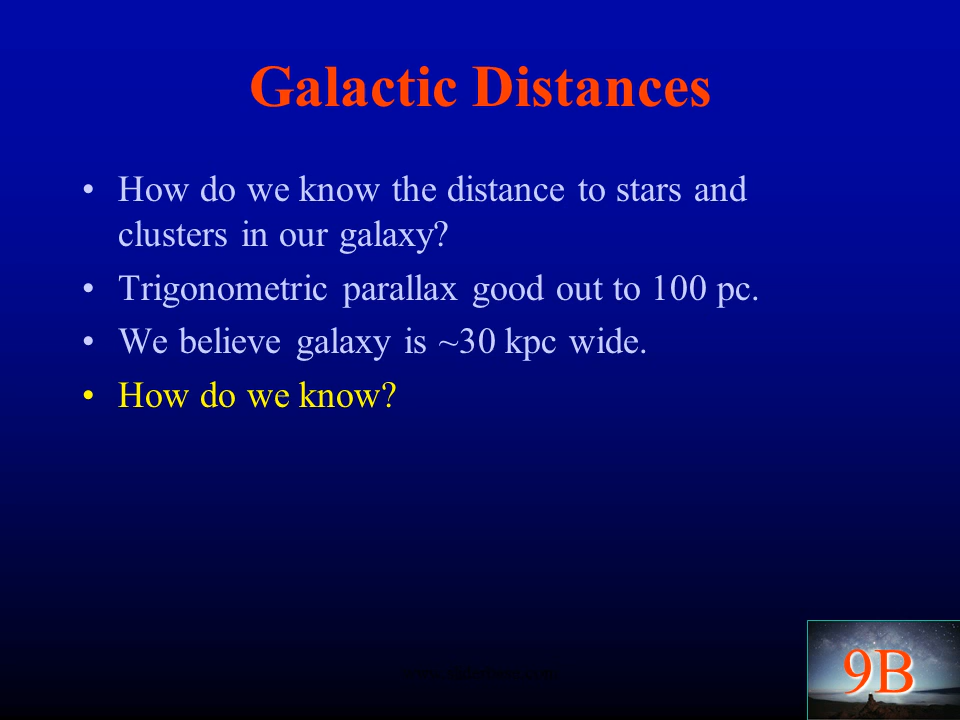 Galactic Distances
• How do we know the distance to stars and
clusters in our galaxy?
• Trigonometric parallax good out to 100 pc.
• We believe galaxy is ~30 kpc wide.
• How do we know?
9B